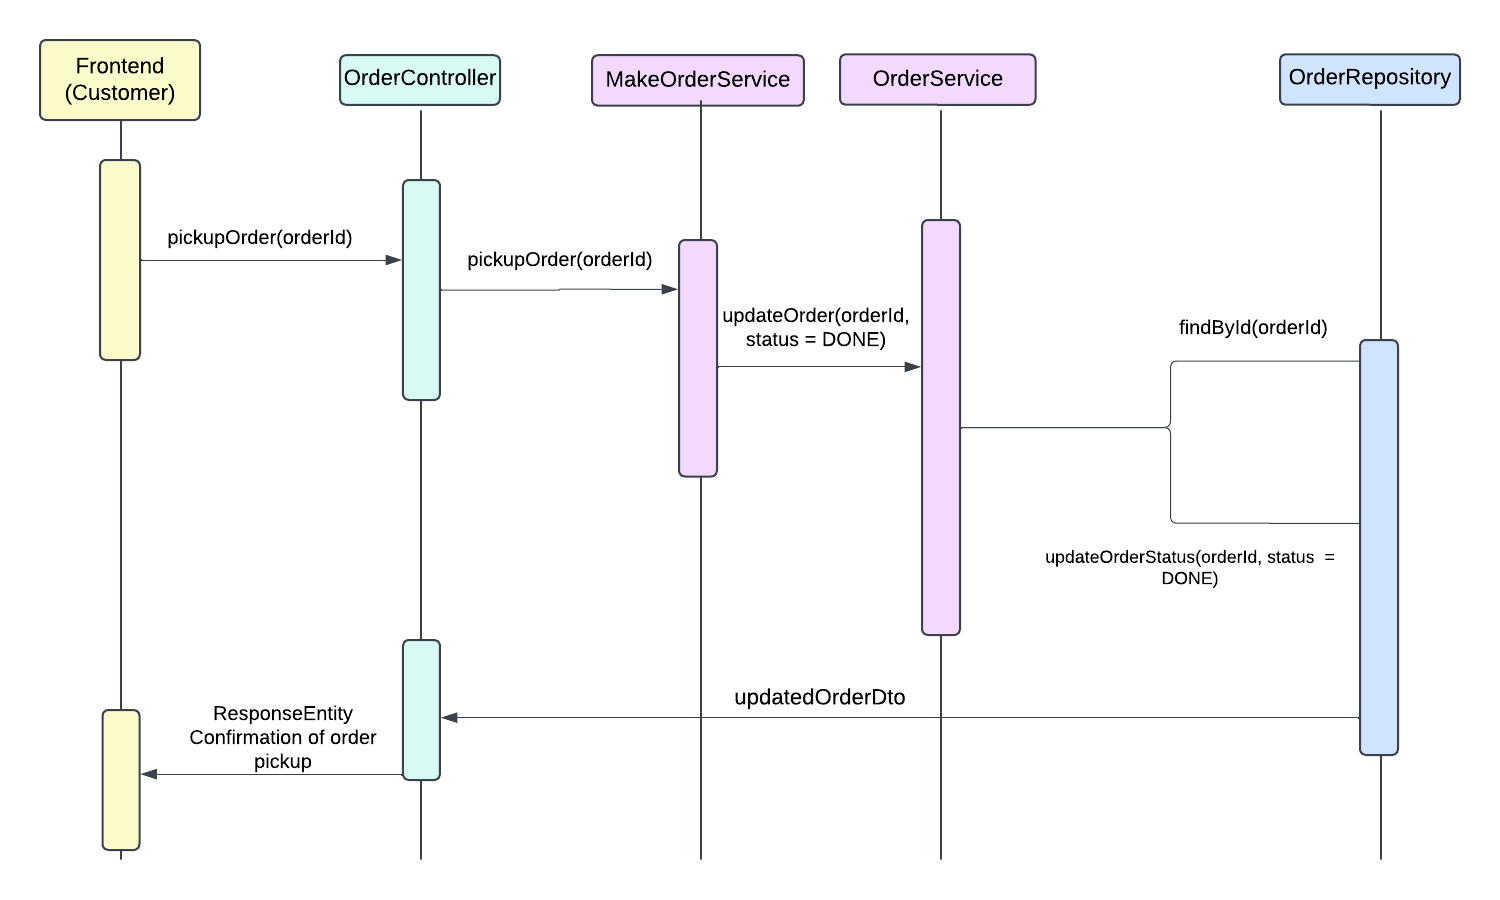 Frontend
(Customer)
OrderController
MakeOrderService
OrderService
OrderRepository
pickupOrder(orderId)
pickupOrder(orderId)
updateOrder(orderId,
status = DONE)
findById(orderId)
updateOrderStatus(orderId, status  =
DONE)
updatedOrderDto
ResponseEntity
Confirmation of order
pickup